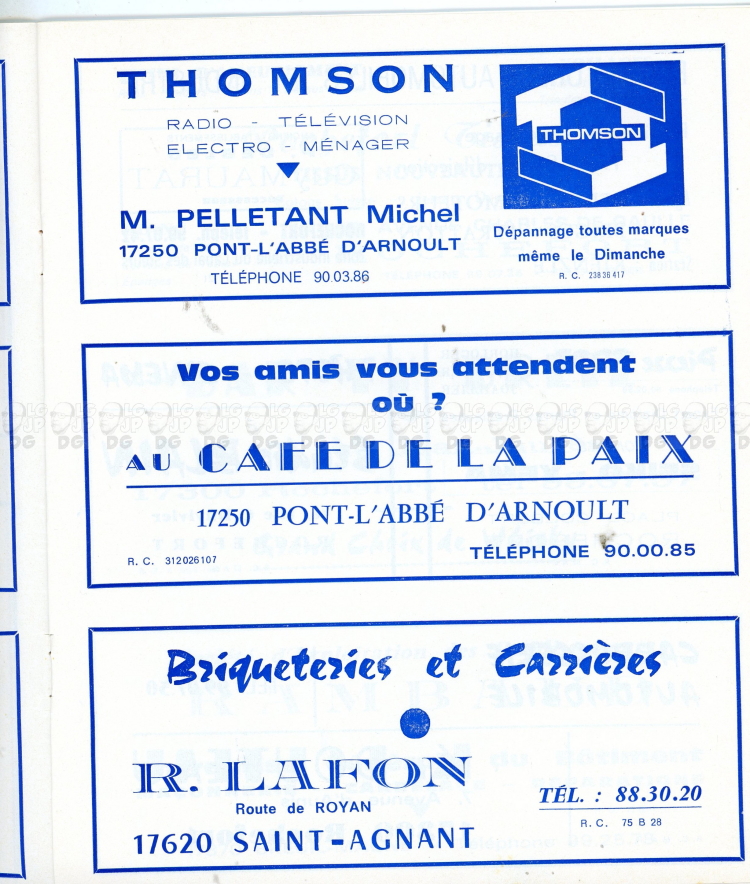 THOMSON
RADIO - TÉLÉVISION
ELECTRO - MÉNAGER
THOMSON
M. PELLETANT Michel
17250 PONT-L'ABBÉ D'ARNOULT
TÉLÉPHONE 90.03.86
Dépannage toutes marques
même le Dimanche
R. C. 238 36 417
Vos amis vous attendent
où ?
AU CAFE DE LA PAIX
17250 PONT-L'ABBÉ D'ARNOULT
TÉLÉPHONE 90.00.85
R. C. 312026107
Briqueteries et Carrières
R. LAFON
Route de ROYAN
17620 SAINT-AGNANT
TÉL. : 88.30.20
R. C. 75 B 28